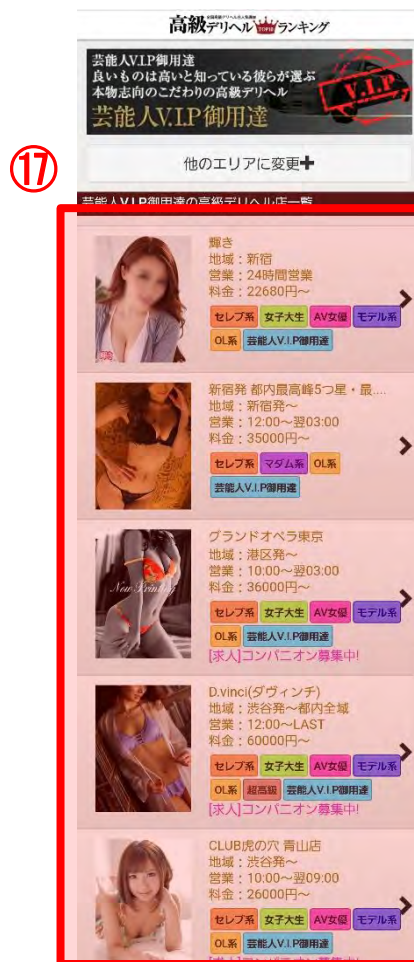 高級デリヘルTOP10ランキング
芸能人V.I.P御用達
良いものは高いと知っている彼らが選ぶ
本物志向のこだわりの高級デリヘル
芸能人V.I.P御用達
V.I.P
⑰
他のエリアに変更✚
芸能人V.I.P御用達の高級デリヘル店一覧
輝き
地域：新宿
営業：24時間営業
料金：22680円～
セレブ系 女子大生 AV女優 モデル系
OL系 芸能人V.I.P御用達
新宿発 都内最高峰5つ星・最....
地域：新宿発～
営業：12:00～翌03:00
料金：35000円～
セレブ系 マダム系 OL系
芸能人V.I.P御用達
グランドオペラ東京
地域：港区発～
営業：10:00～翌03:00
料金：36000円～
セレブ系 女子大生 AV女優 モデル系
OL系 芸能人V.I.P御用達
[求人]コンパニオン募集中!
D.vinci(ダヴィンチ)
地域：渋谷発～都内全域
営業：12:00～LAST
料金：60000円～
セレブ系 女子大生 AV女優 モデル系
OL系 超高級 芸能人V.I.P御用達
[求人]コンパニオン募集中!
CLUB虎の穴 青山店
地域：渋谷発～
営業：10:00～翌09:00
料金：26000円～
セレブ系 女子大生 AV女優 モデル系
OL系 芸能人V.I.P御用達